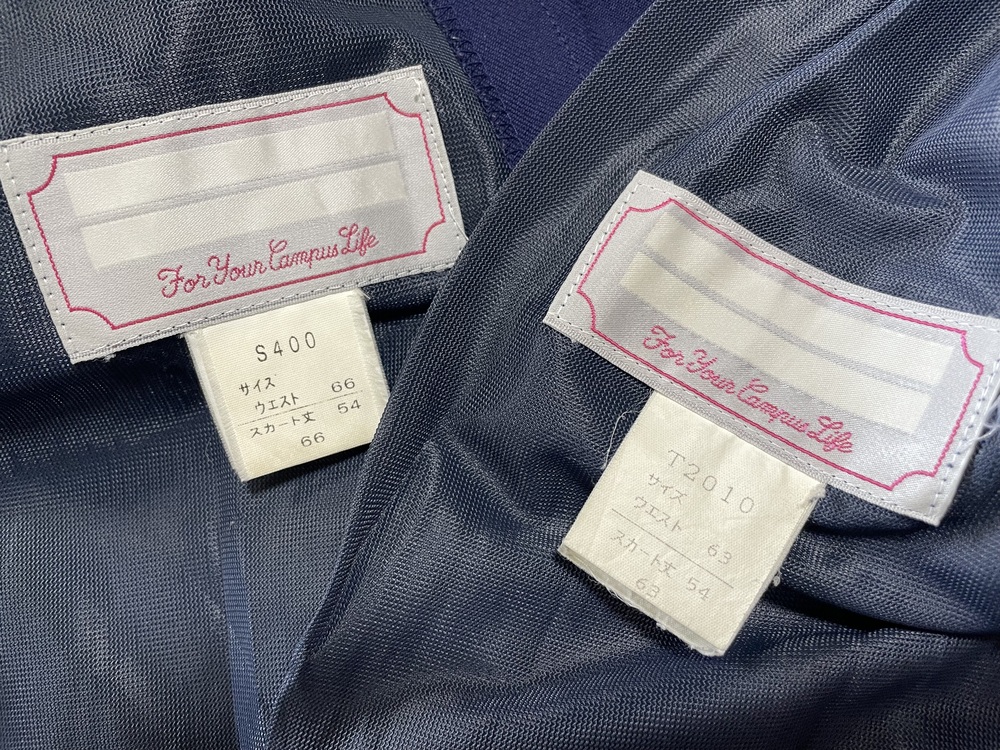 For Your Campus Life
S400
サイズ
ウエスト 66
スカート丈 54
66
For Your Campus Life
T2010
サイズ
ウエスト 63
スカート丈 54
63